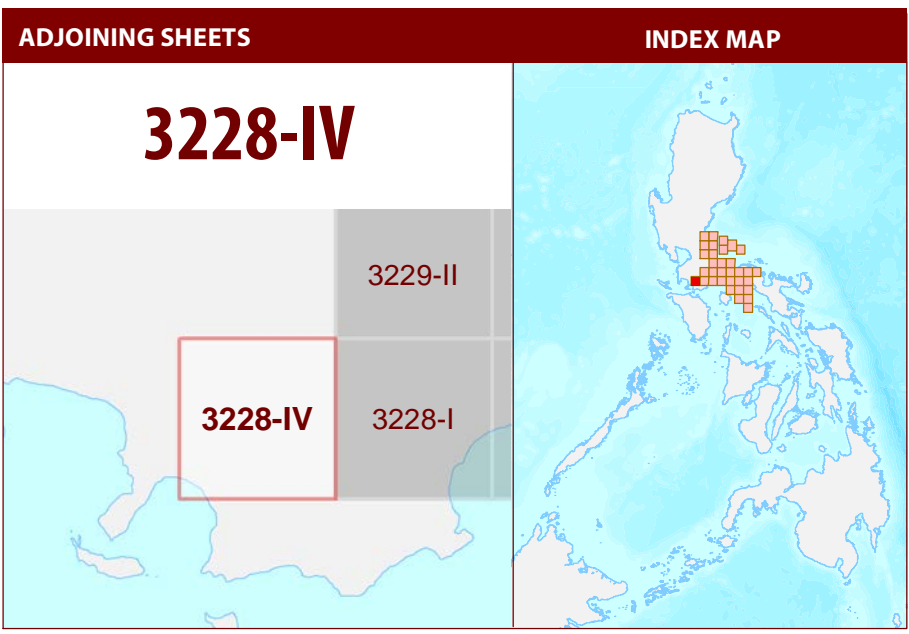 ADJOINING SHEETS
INDEX MAP
3228-IV
3229-II
3228-IV
3228-I